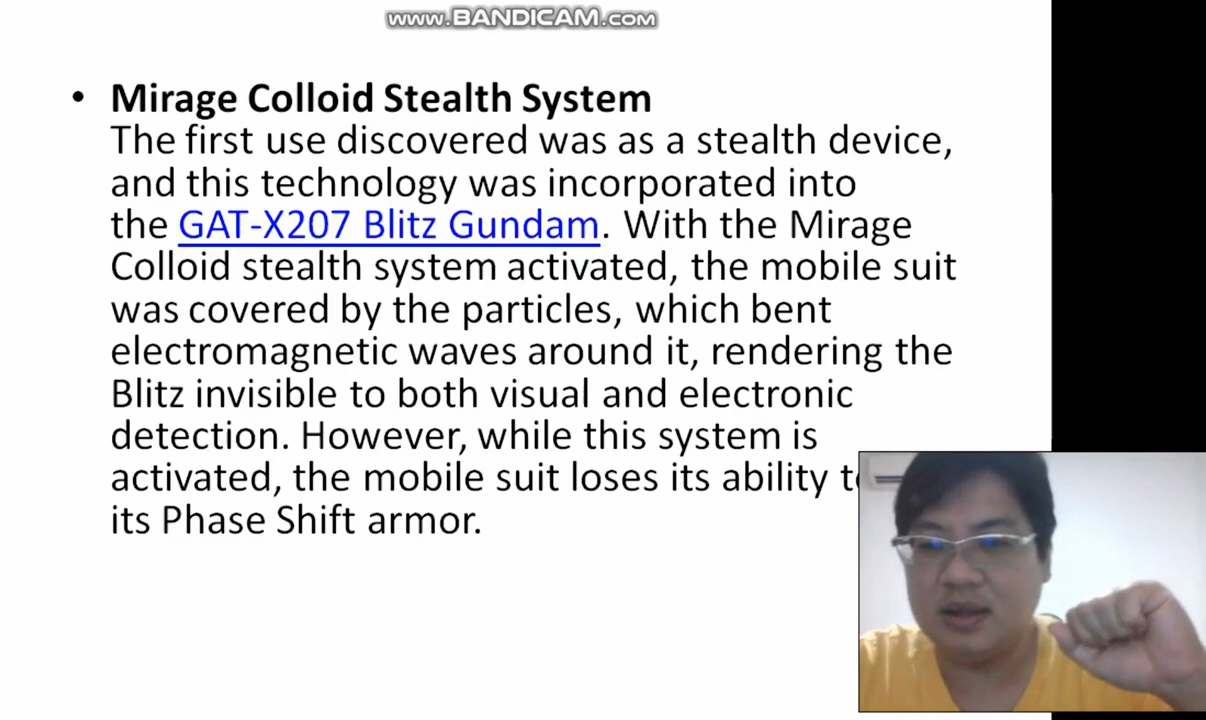 www.BANDICAM.com
• Mirage Colloid Stealth System
The first use discovered was as a stealth device,
and this technology was incorporated into
the GAT-X207 Blitz Gundam. With the Mirage
Colloid stealth system activated, the mobile suit
was covered by the particles, which bent
electromagnetic waves around it, rendering the
Blitz invisible to both visual and electronic
detection. However, while this system is
activated, the mobile suit loses its ability
its Phase Shift armor.